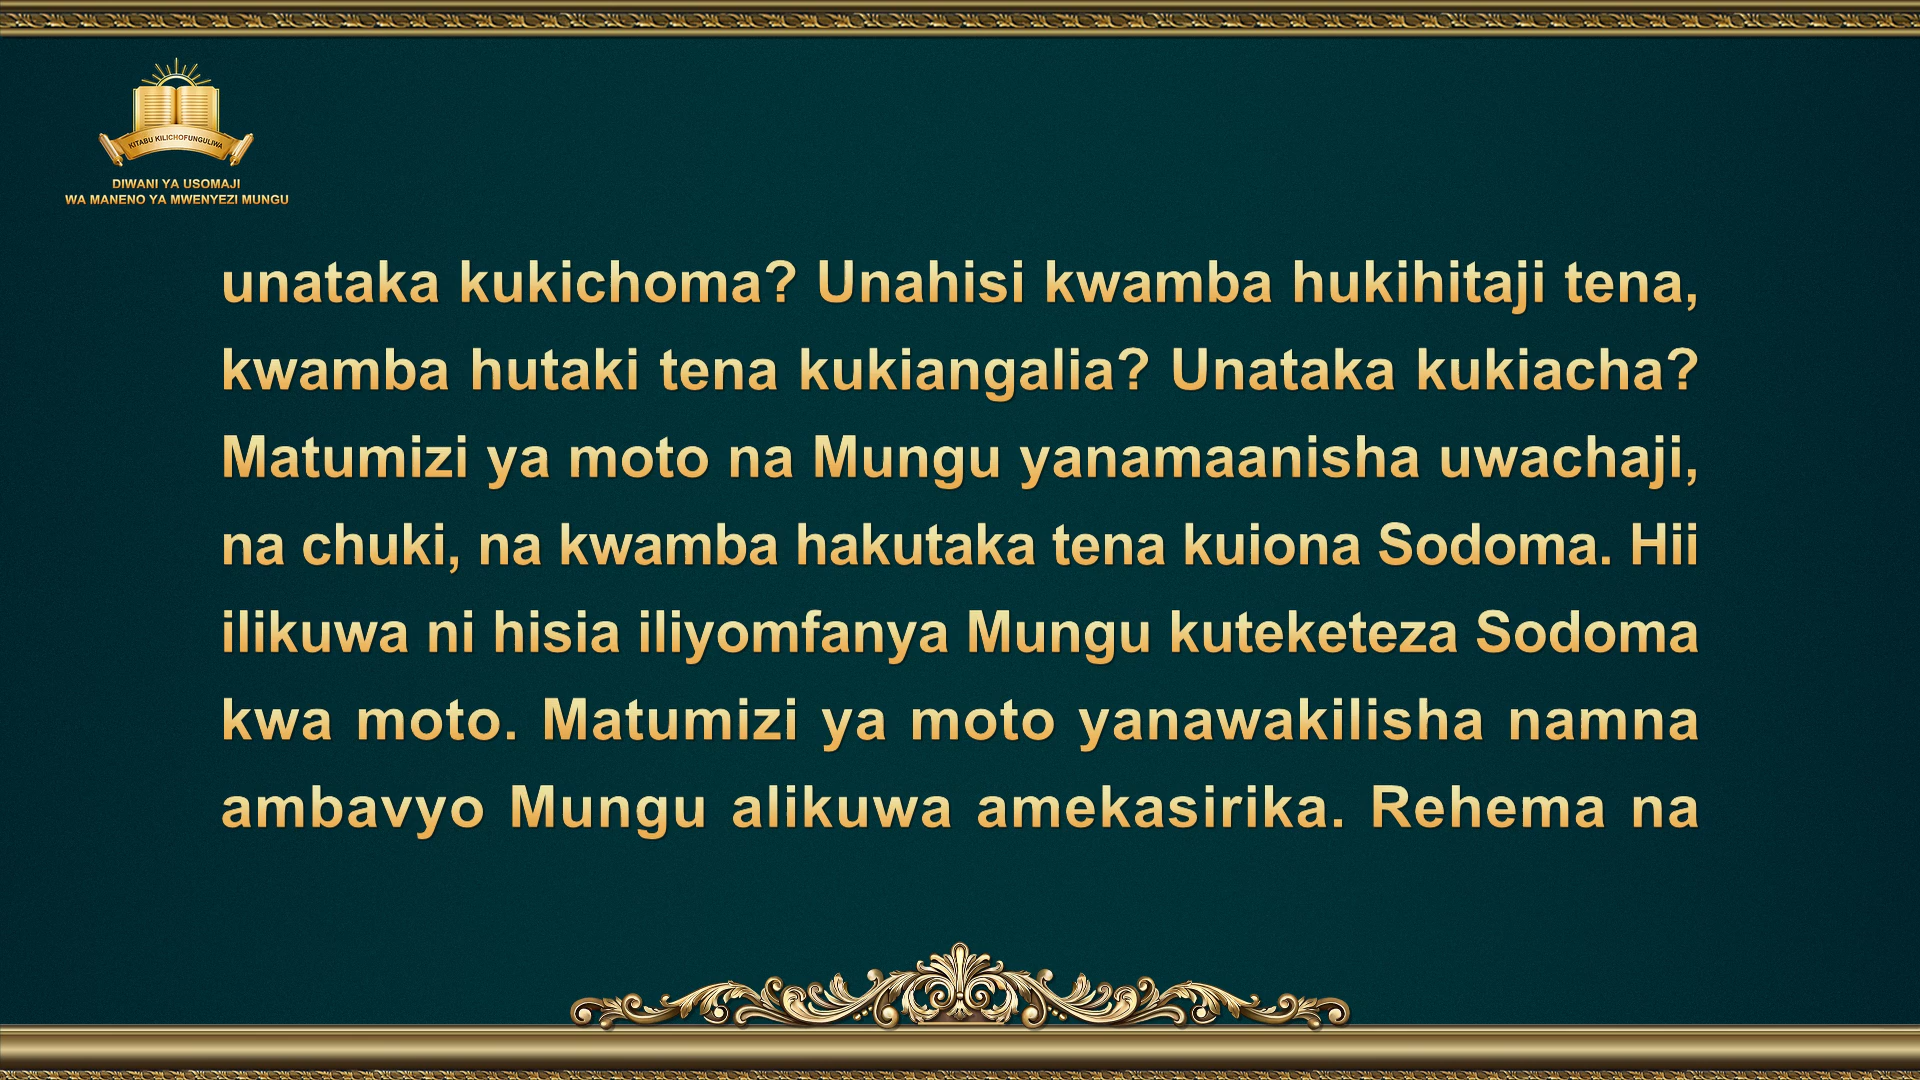 KITABU KILICHOFUNGULIWA
DIWANI YA USOMAJI
WA MANENO YA MWENYEZI MUNGU
unataka kukichoma? Unahisi kwamba hukihitaji tena,
kwamba hutaki tena kukiangalia? Unataka kukiacha?
Matumizi ya moto na Mungu yanamaanisha uwachaji,
na chuki, na kwamba hakutaka tena kuiona Sodoma. Hii
ilikuwa ni hisia iliyomfanya Mungu kuteketeza Sodoma
kwa moto. Matumizi ya moto yanawakilisha namna
ambavyo Mungu alikuwa amekasirika. Rehema na